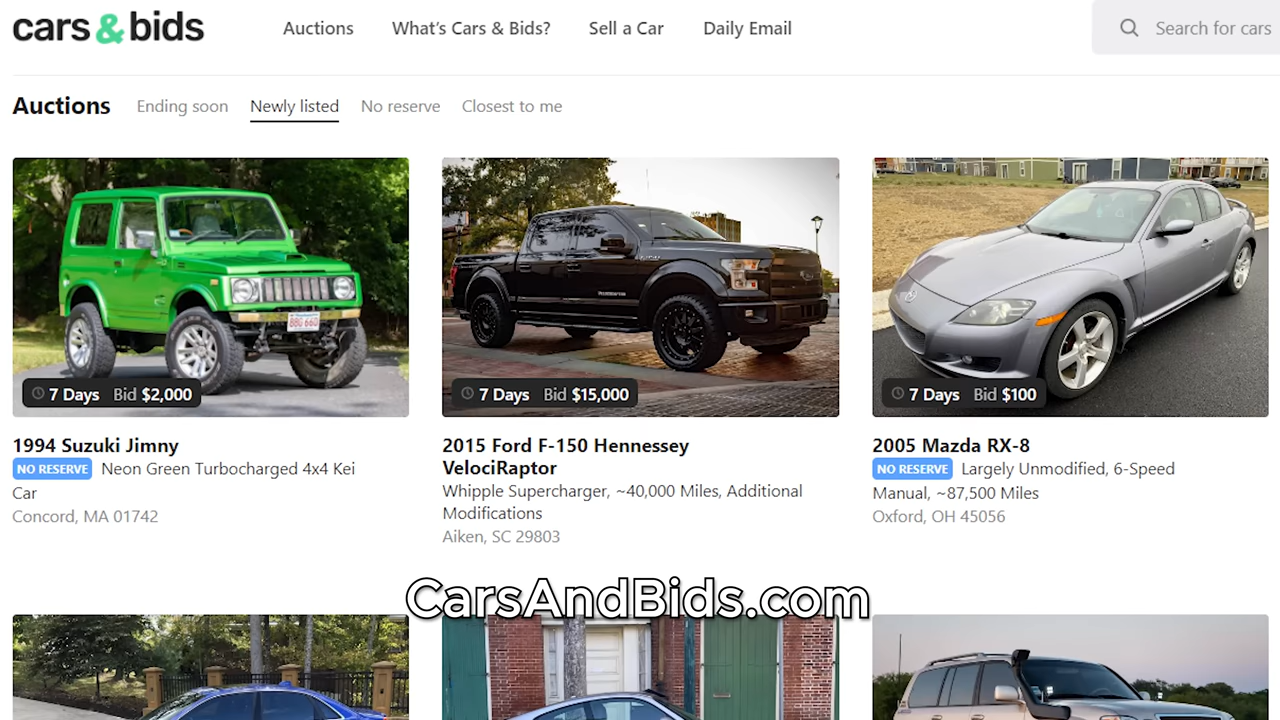 cars & bids
Auctions
What's Cars & Bids?
Sell a Car
Daily Email
Search for cars
Auctions
Ending soon
Newly listed
No reserve
Closest to me
7 Days Bid $2,000
7 Days Bid $15,000
7 Days Bid $100
1994 Suzuki Jimny
NO RESERVE Neon Green Turbocharged 4x4 Kei
Car
Concord, MA 01742
2015 Ford F-150 Hennessey
VelociRaptor
Whipple Supercharger, ~40,000 Miles, Additional
Modifications
Aiken, SC 29803
2005 Mazda RX-8
NO RESERVE Largely Unmodified, 6-Speed
Manual, ~87,500 Miles
Oxford, OH 45056
CarsAndBids.com